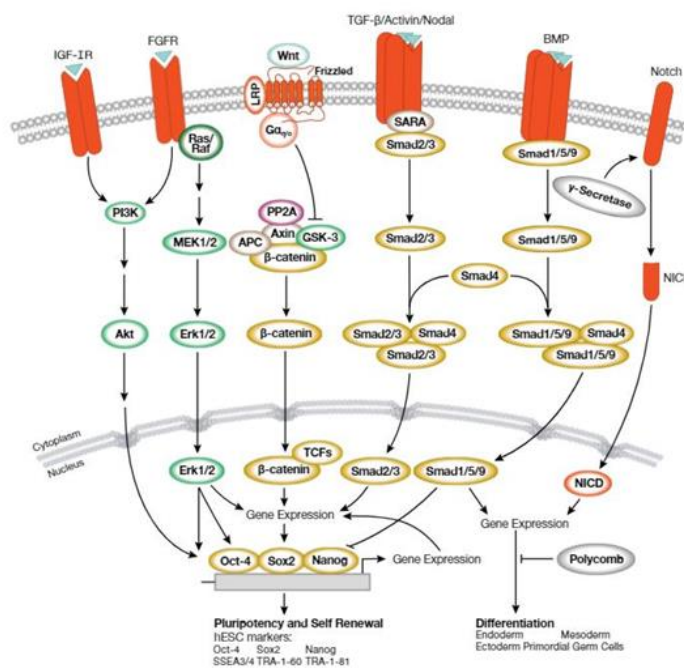 TGF-β/Activin/Nodal
FGFR
Wnt
BMP
IGF-IR
Frizzled
Notch
LRP
SARA
Ras/
Raf
Smad2/3
Smad1/5/9
γ-Secretase
PI3K
PP2A
MEK1/2
APC
Axin
GSK-3
Smad2/3
Smad1/5/9
β-catenin
Smad4
NIC
Akt
Erk1/2
β-catenin
Smad2/3
Smad4
Smad1/5/9
Smad4
Smad2/3
Smad1/5/9
Cytoplasm
Nucleus
TCFs
Erk1/2
β-catenin
Smad2/3
Smad1/5/9
NICD
Gene Expression
Gene Expression
Oct-4
Sox2
Nanog
Gene Expression
Polycomb
Pluripotency and Self Renewal
hESC markers:
Oct-4 Sox2 Nanog
SSEA3/4 TRA-1-60 TRA-1-81
Differentiation
Endoderm Mesoderm
Ectoderm Primordial Germ Cells